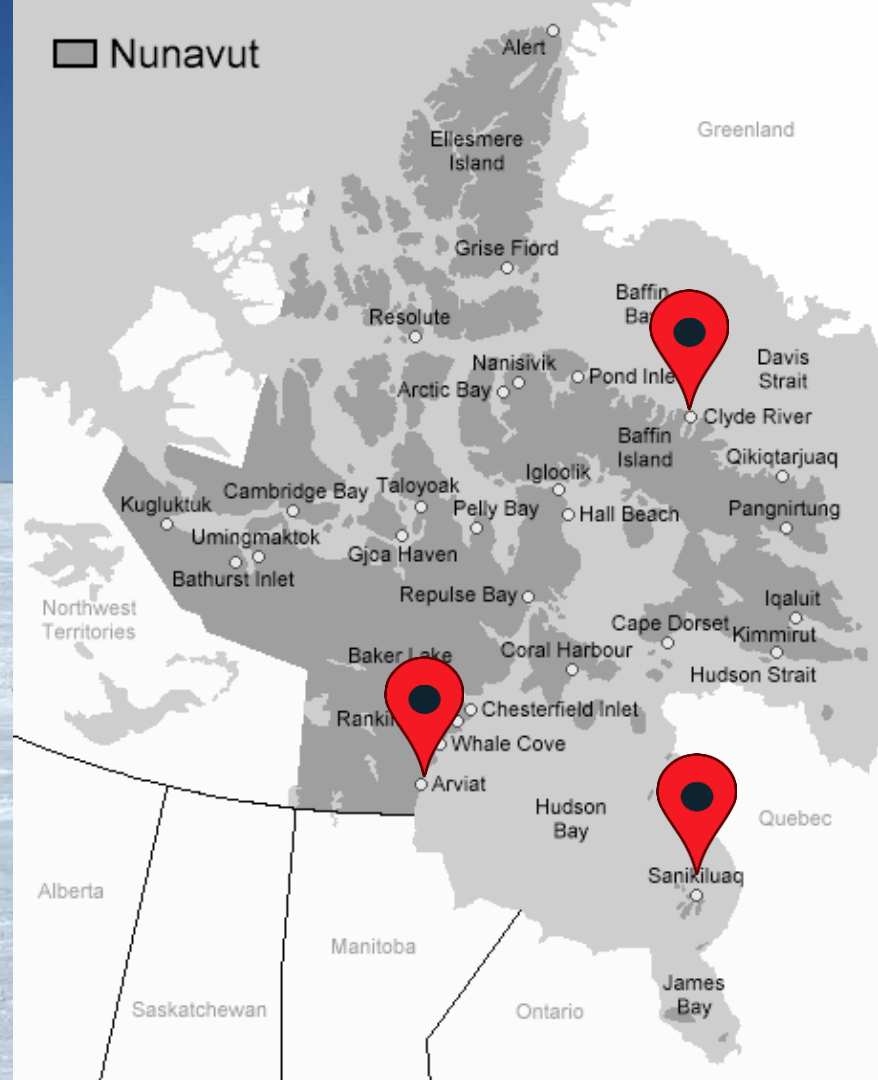 Nunavut
Alert
Greenland
Ellesmere
Island
Grise Fiord
Baffin
Resolute
Davis
Strait
Nanisivik
Pond
Arctic Bay
Clyde River
Baffin
Island
Qikiqtarjuaq
Igloolik
Taloyoak
Cambridge Bay
Kugluktuk
Pelly Bay
Hall Beach
Pangnirtung
Umingmaktok
Gjoa Haven
Bathurst Inlet
Repulse Bay
Iqaluit
Northwest
Territories
Cape Dorset
Kimmirut
Coral Harbour
Baker Lake
Hudson Strait
Chesterfield Inlet
Whale Cove
Arviat
Hudson
Bay
Quebec
Sanikiluaq
Alberta
Manitoba
James
Bay
Saskatchewan
Ontario